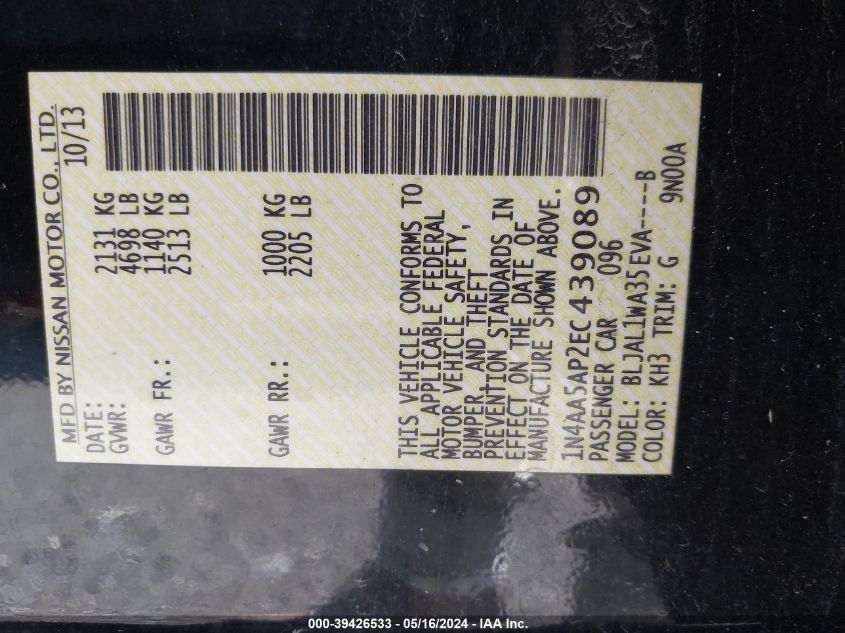 MFD BY NISSAN MOTOR CO., LTD.
DATE: 10/13
GVWR: 2131 KG
4698 LB
GAWR FR.: 1140 KG
2513 LB
GAWR RR.: 1000 KG
2205 LB
THIS VEHICLE CONFORMS TO
ALL APPLICABLE FEDERAL
MOTOR VEHICLE SAFETY,
BUMPER AND THEFT
PREVENTION STANDARDS IN
EFFECT ON THE DATE OF
MANUFACTURE SHOWN ABOVE.
1N4AA5AP2EC439089
PASSENGER CAR 096
MODEL: BLJAL1WA35EVA----B
COLOR: KH3 TRIM: G 9N00A
000-39426533 - 05/16/2024 - IAA Inc.